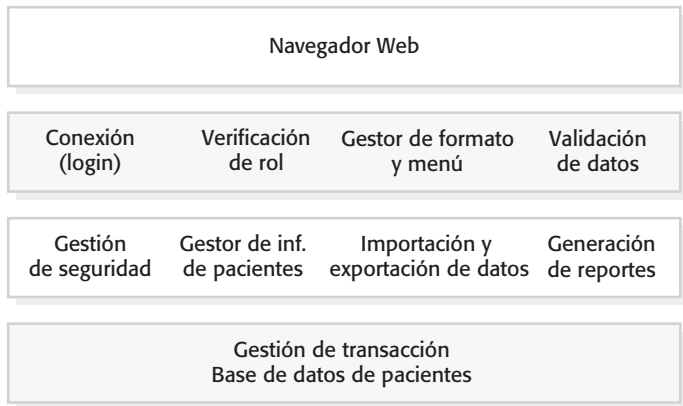 Navegador Web
Conexión
(login)
Verificación
de rol
Gestor de formato
y menú
Validación
de datos
Gestión
de seguridad
Gestor de inf.
de pacientes
Importación y
exportación de datos
Generación
de reportes
Gestión de transacción
Base de datos de pacientes